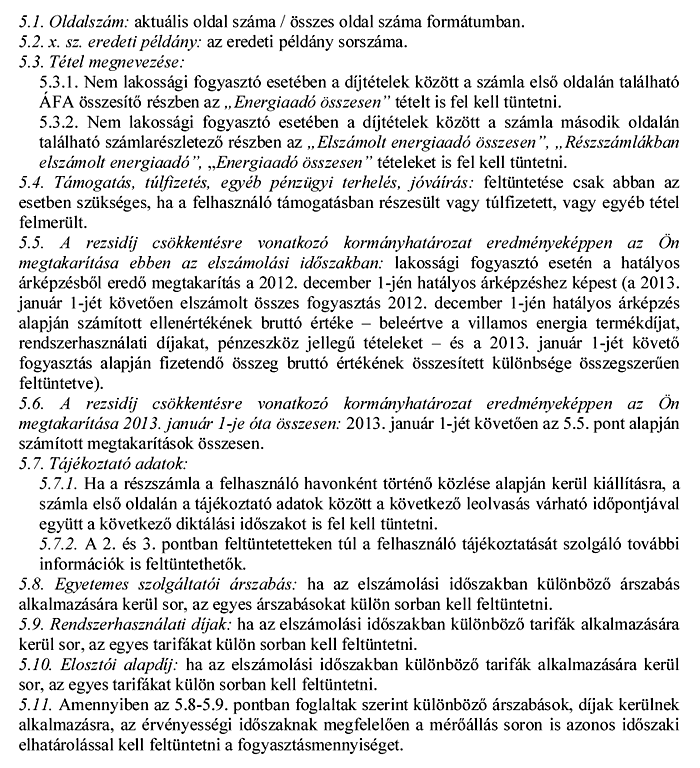 5.1. Oldalszám: aktuális oldal száma / összes oldal száma formátumban.
5.2. x. sz. eredeti példány: az eredeti példány sorszáma.
5.3. Tétel megnevezése:
5.3.1. Nem lakossági fogyasztó esetében a díjtételek között a számla első oldalán található
ÁFA összesítő részben az „Energiaadó összesen” tételt is fel kell tüntetni.
5.3.2. Nem lakossági fogyasztó esetében a díjtételek között a számla második oldalán
található számlarészletező részben az „Elszámolt energiaadó összesen”, „Részszámlákban
elszámolt energiaadó”, „Energiaadó összesen” tételeket is fel kell tüntetni.
5.4. Támogatás, túlfizetés, egyéb pénzügyi terhelés, jóváírás: feltüntetése csak abban az
esetben szükséges, ha a felhasználó támogatásban részesült vagy túlfizetett, vagy egyéb tétel
felmerült.
5.5. A rezsidíj csökkentésre vonatkozó kormányhatározat eredményeképpen az Ön
megtakarítása ebben az elszámolási időszakban: lakossági fogyasztó esetén a hatályos
árképzésből eredő megtakarítás a 2012. december 1-jén hatályos árképzéshez képest (a 2013.
január 1-jét követően elszámolt összes fogyasztás 2012. december 1-jén hatályos árképzés
alapján számított ellenértékének bruttó értéke – beleértve a villamos energia termékdíjat,
rendszerhasználati díjakat, pénzeszköz jellegű tételeket – és a 2013. január 1-jét követő
fogyasztás alapján fizetendő összeg bruttó értékének összesített különbsége összegszerűen
feltüntetve).
5.6. A rezsidíj csökkentésre vonatkozó kormányhatározat eredményeképpen az Ön
megtakarítása 2013. január 1-je óta összesen: 2013. január 1-jét követően az 5.5. pont alapján
számított megtakarítások összesen.
5.7. Tájékoztató adatok:
5.7.1. Ha a részszámla a felhasználó havonként történő közlése alapján kerül kiállításra, a
számla első oldalán a tájékoztató adatok között a következő leolvasás várható időpontjával
együtt a következő diktálási időszakot is fel kell tüntetni.
5.7.2. A 2. és 3. pontban feltüntetetteken túl a felhasználó tájékoztatását szolgáló további
információk is feltüntethetők.
5.8. Egyetemes szolgáltatói árszabás: ha az elszámolási időszakban különböző árszabás
alkalmazására kerül sor, az egyes árszabásokat külön sorban kell feltüntetni.
5.9. Rendszerhasználati díjak: ha az elszámolási időszakban különböző tarifák alkalmazására
kerül sor, az egyes tarifákat külön sorban kell feltüntetni.
5.10. Elosztói alapdíj: ha az elszámolási időszakban különböző tarifák alkalmazására kerül
sor, az egyes tarifákat külön sorban kell feltüntetni.
5.11. Amennyiben az 5.8-5.9. pontban foglaltak szerint különböző árszabások, díjak kerülnek
alkalmazásra, az érvényességi időszaknak megfelelően a mérőállás soron is azonos időszaki
elhatárolással kell feltüntetni a fogyasztásmennyiséget.